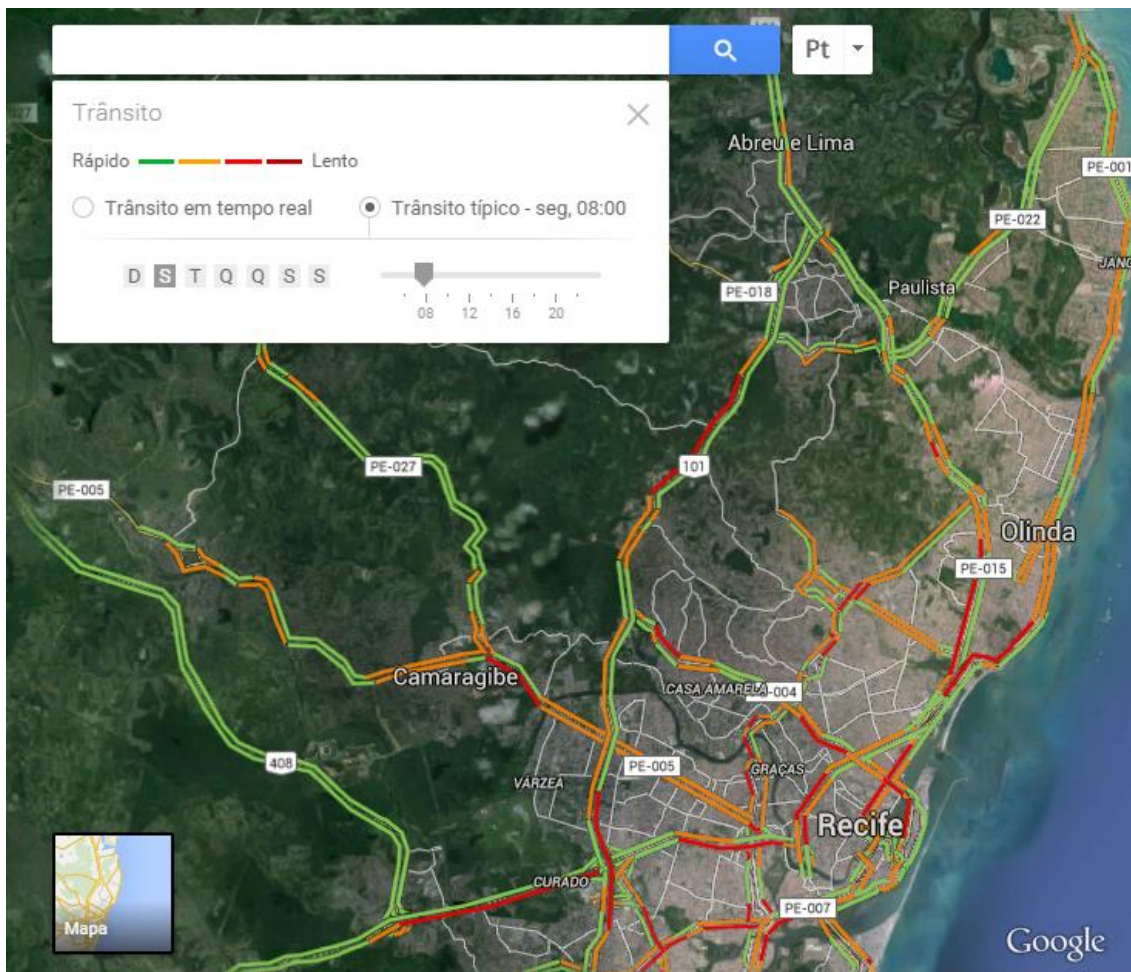 Pt
Trânsito
Rápido
Lento
Trânsito em tempo real
Trânsito típico - seg, 08:00
D S T Q Q S S
08 12 16 20
Abreu e Lima
PE-001
PE-022
JANG
PE-018
Paulista
101
PE-027
PE-005
Olinda
PE-015
Camaragibe
CASA AMARELA
-004
408
VÁRZEA
PE-005
GRAÇAS
Recife
CURADO
PE-007
Mapa
Google